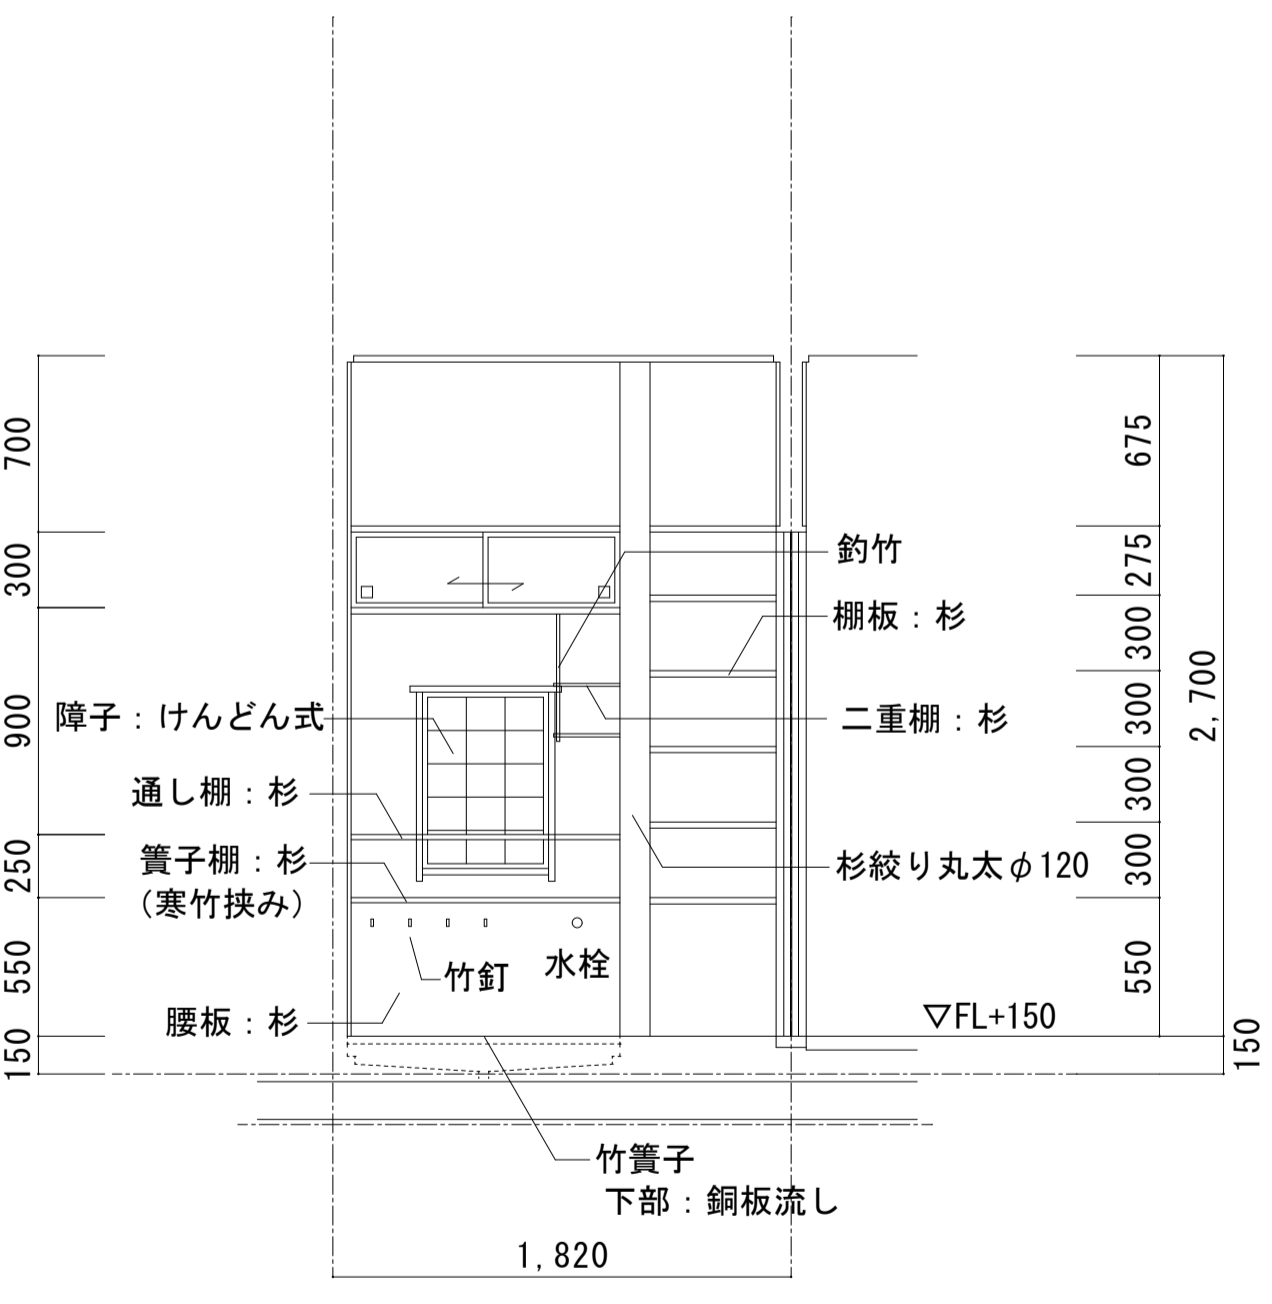 700
300
900
250
550
150
675
275
300
300
300
300
550
2,700
150
釣竹
棚板：杉
障子：けんどん式
二重棚：杉
通し棚：杉
簀子棚：杉
（寒竹挟み）
杉絞り丸太φ120
竹釘
水栓
腰板：杉
▽FL+150
竹簀子
下部：銅板流し
1,820